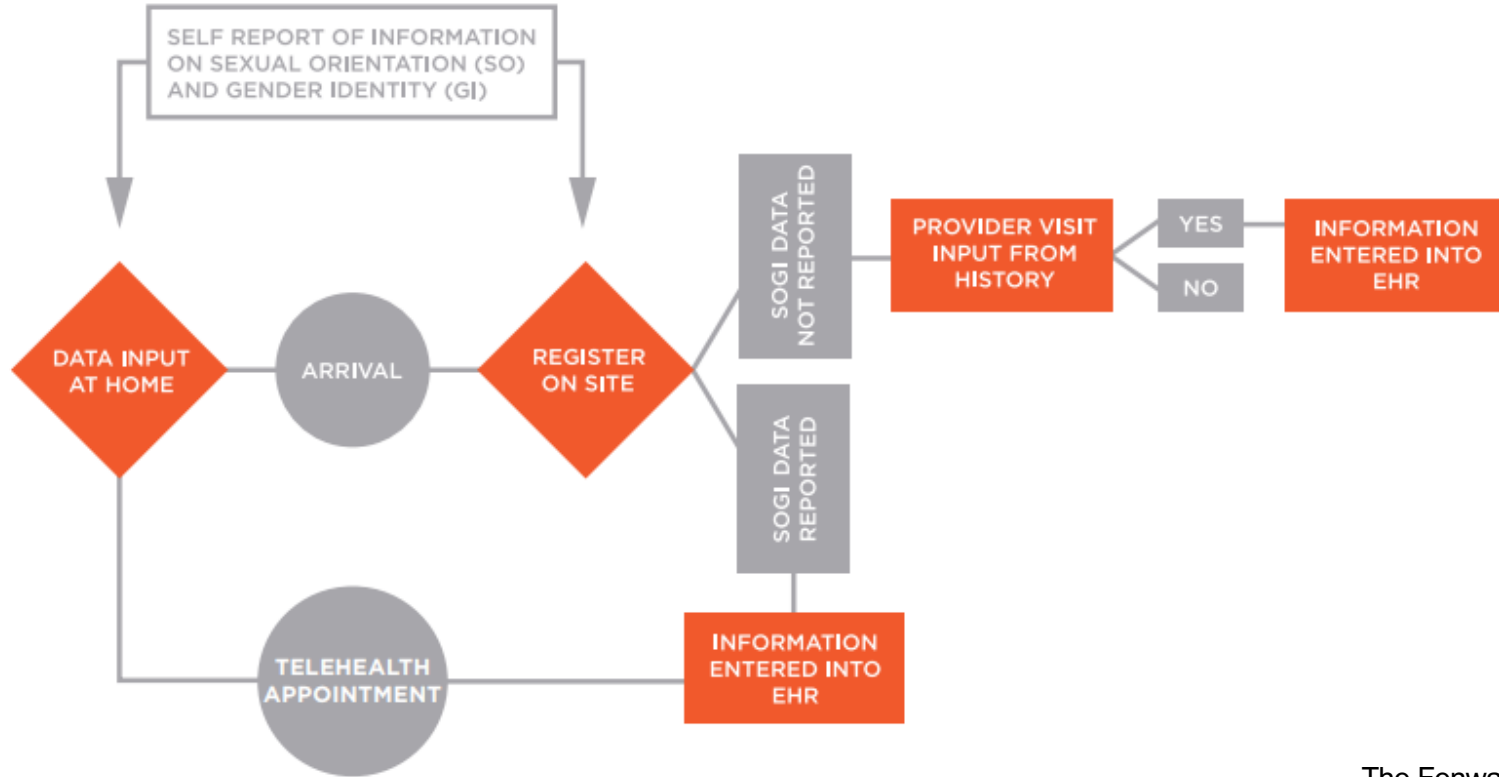 SELF REPORT OF INFORMATION
ON SEXUAL ORIENTATION (SO)
AND GENDER IDENTITY (GI)
DATA INPUT
AT HOME
ARRIVAL
REGISTER
ON SITE
SOGI DATA
NOT REPORTED
PROVIDER VISIT
INPUT FROM
HISTORY
YES
NO
INFORMATION
ENTERED INTO
EHR
SOGI DATA
REPORTED
TELEHEALTH
APPOINTMENT
INFORMATION
ENTERED INTO
EHR
The